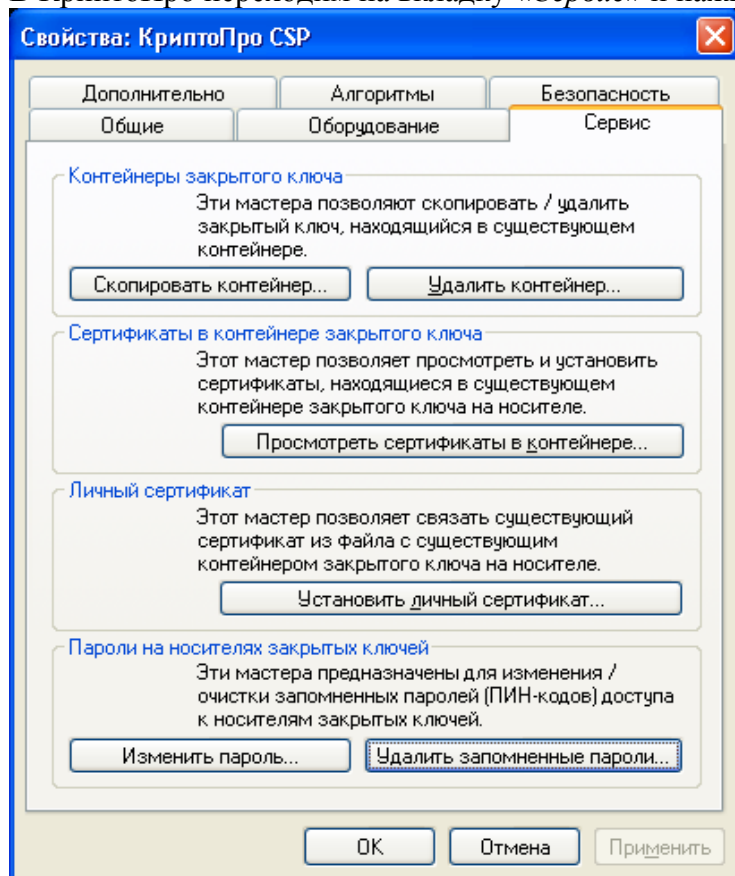 Свойства: КриптоПро CSP
Дополнительно Алгоритмы Безопасность
Общие Оборудование Сервис
Контейнеры закрытого ключа
Эти мастера позволяют скопировать / удалить
закрытый ключ, находящийся в существующем
контейнере.
Скопировать контейнер... Удалить контейнер...
Сертификаты в контейнере закрытого ключа
Этот мастер позволяет просмотреть и установить
сертификаты, находящиеся в существующем
контейнере закрытого ключа на носителе.
Просмотреть сертификаты в контейнере...
Личный сертификат
Этот мастер позволяет связать существующий
сертификат из файла с существующим
контейнером закрытого ключа на носителе.
Установить личный сертификат...
Пароли на носителях закрытых ключей
Эти мастера предназначены для изменения /
очистки запомненных паролей (ПИН-кодов) доступа
к носителям закрытых ключей.
Изменить пароль... Удалить запомненные пароли...
OK Отмена Применить